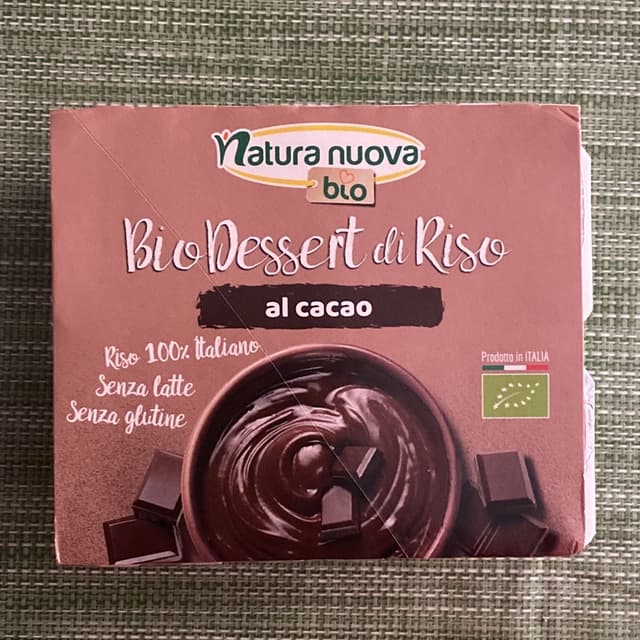 Natura nuova
bio
BioDessert di Riso
al cacao
Riso 100% Italiano
Senza latte
Senza glutine
Prodotto in ITALIA